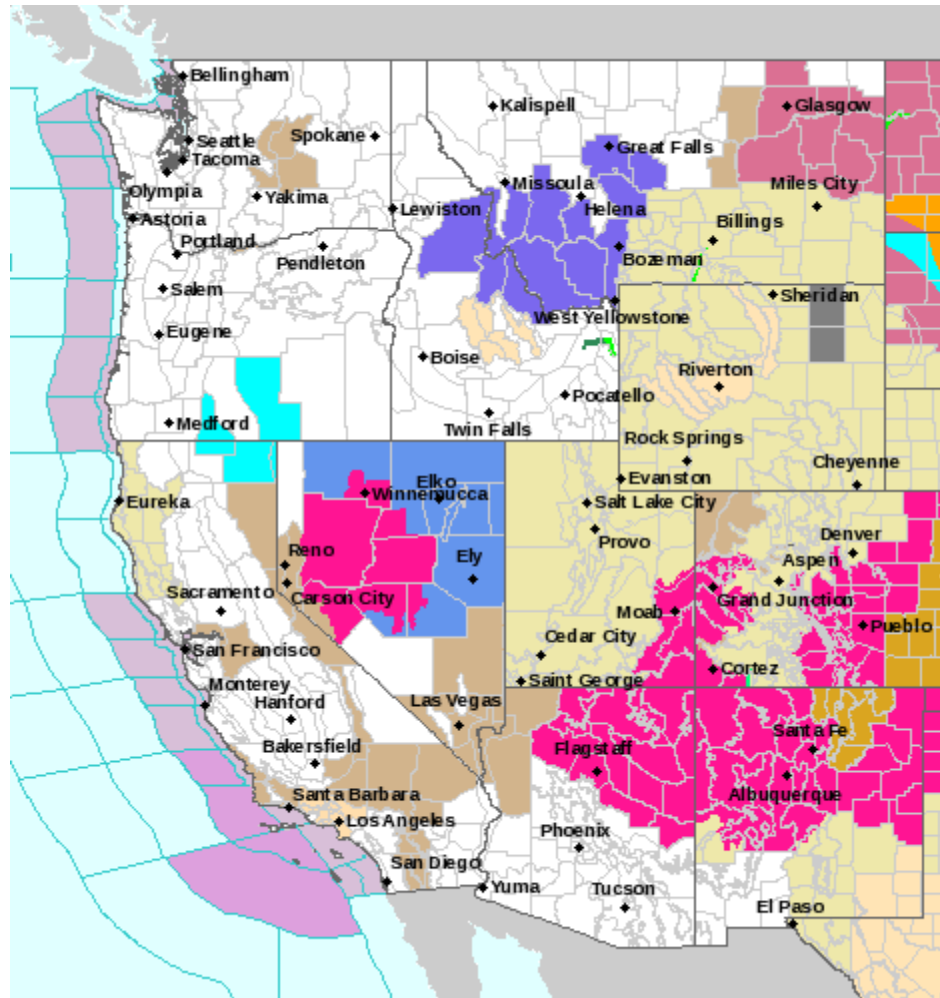 Bellingham
Kalispell
Glasgow
Seattle
Spokane
Great Falls
Tacoma
Olympia
Missoula
Miles City
Yakima
Lewiston
Helena
Astoria
Billings
Portland
Pendleton
Bozeman
Salem
Sheridan
West Yellowstone
Eugene
Boise
Riverton
Pocatello
Medford
Twin Falls
Rock Springs
Cheyenne
Elko
Evanston
Eureka
Winnemucca
Salt Lake City
Denver
Provo
Reno
Ely
Aspen
Sacramento
Carson City
Grand Junction
Moab
Pueblo
Cedar City
San Francisco
Cortez
Saint George
Monterey
Hanford
Las Vegas
Santa Fe
Bakersfield
Flagstaff
Santa Barbara
Albuquerque
Los Angeles
Phoenix
San Diego
Yuma
Tucson
El Paso